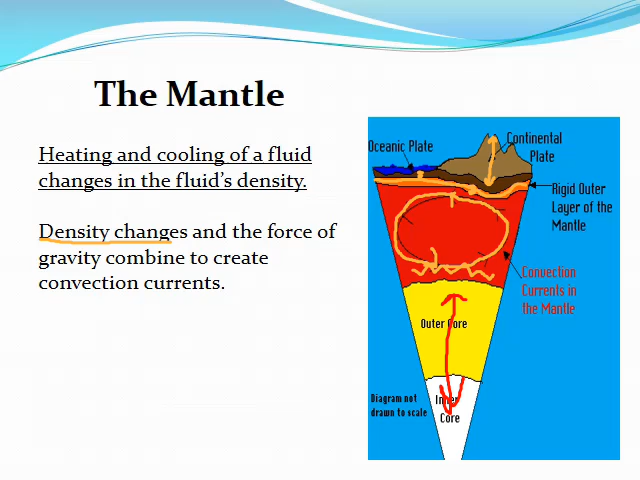 The Mantle
Heating and cooling of a fluid
changes in the fluid's density.
Density changes and the force of
gravity combine to create
convection currents.
Oceanic Plate
Continental
Plate
Rigid Outer
Layer of the
Mantle
Convection
Currents in
the Mantle
Outer Core
Diagram not
drawn to scale
Inner
Core